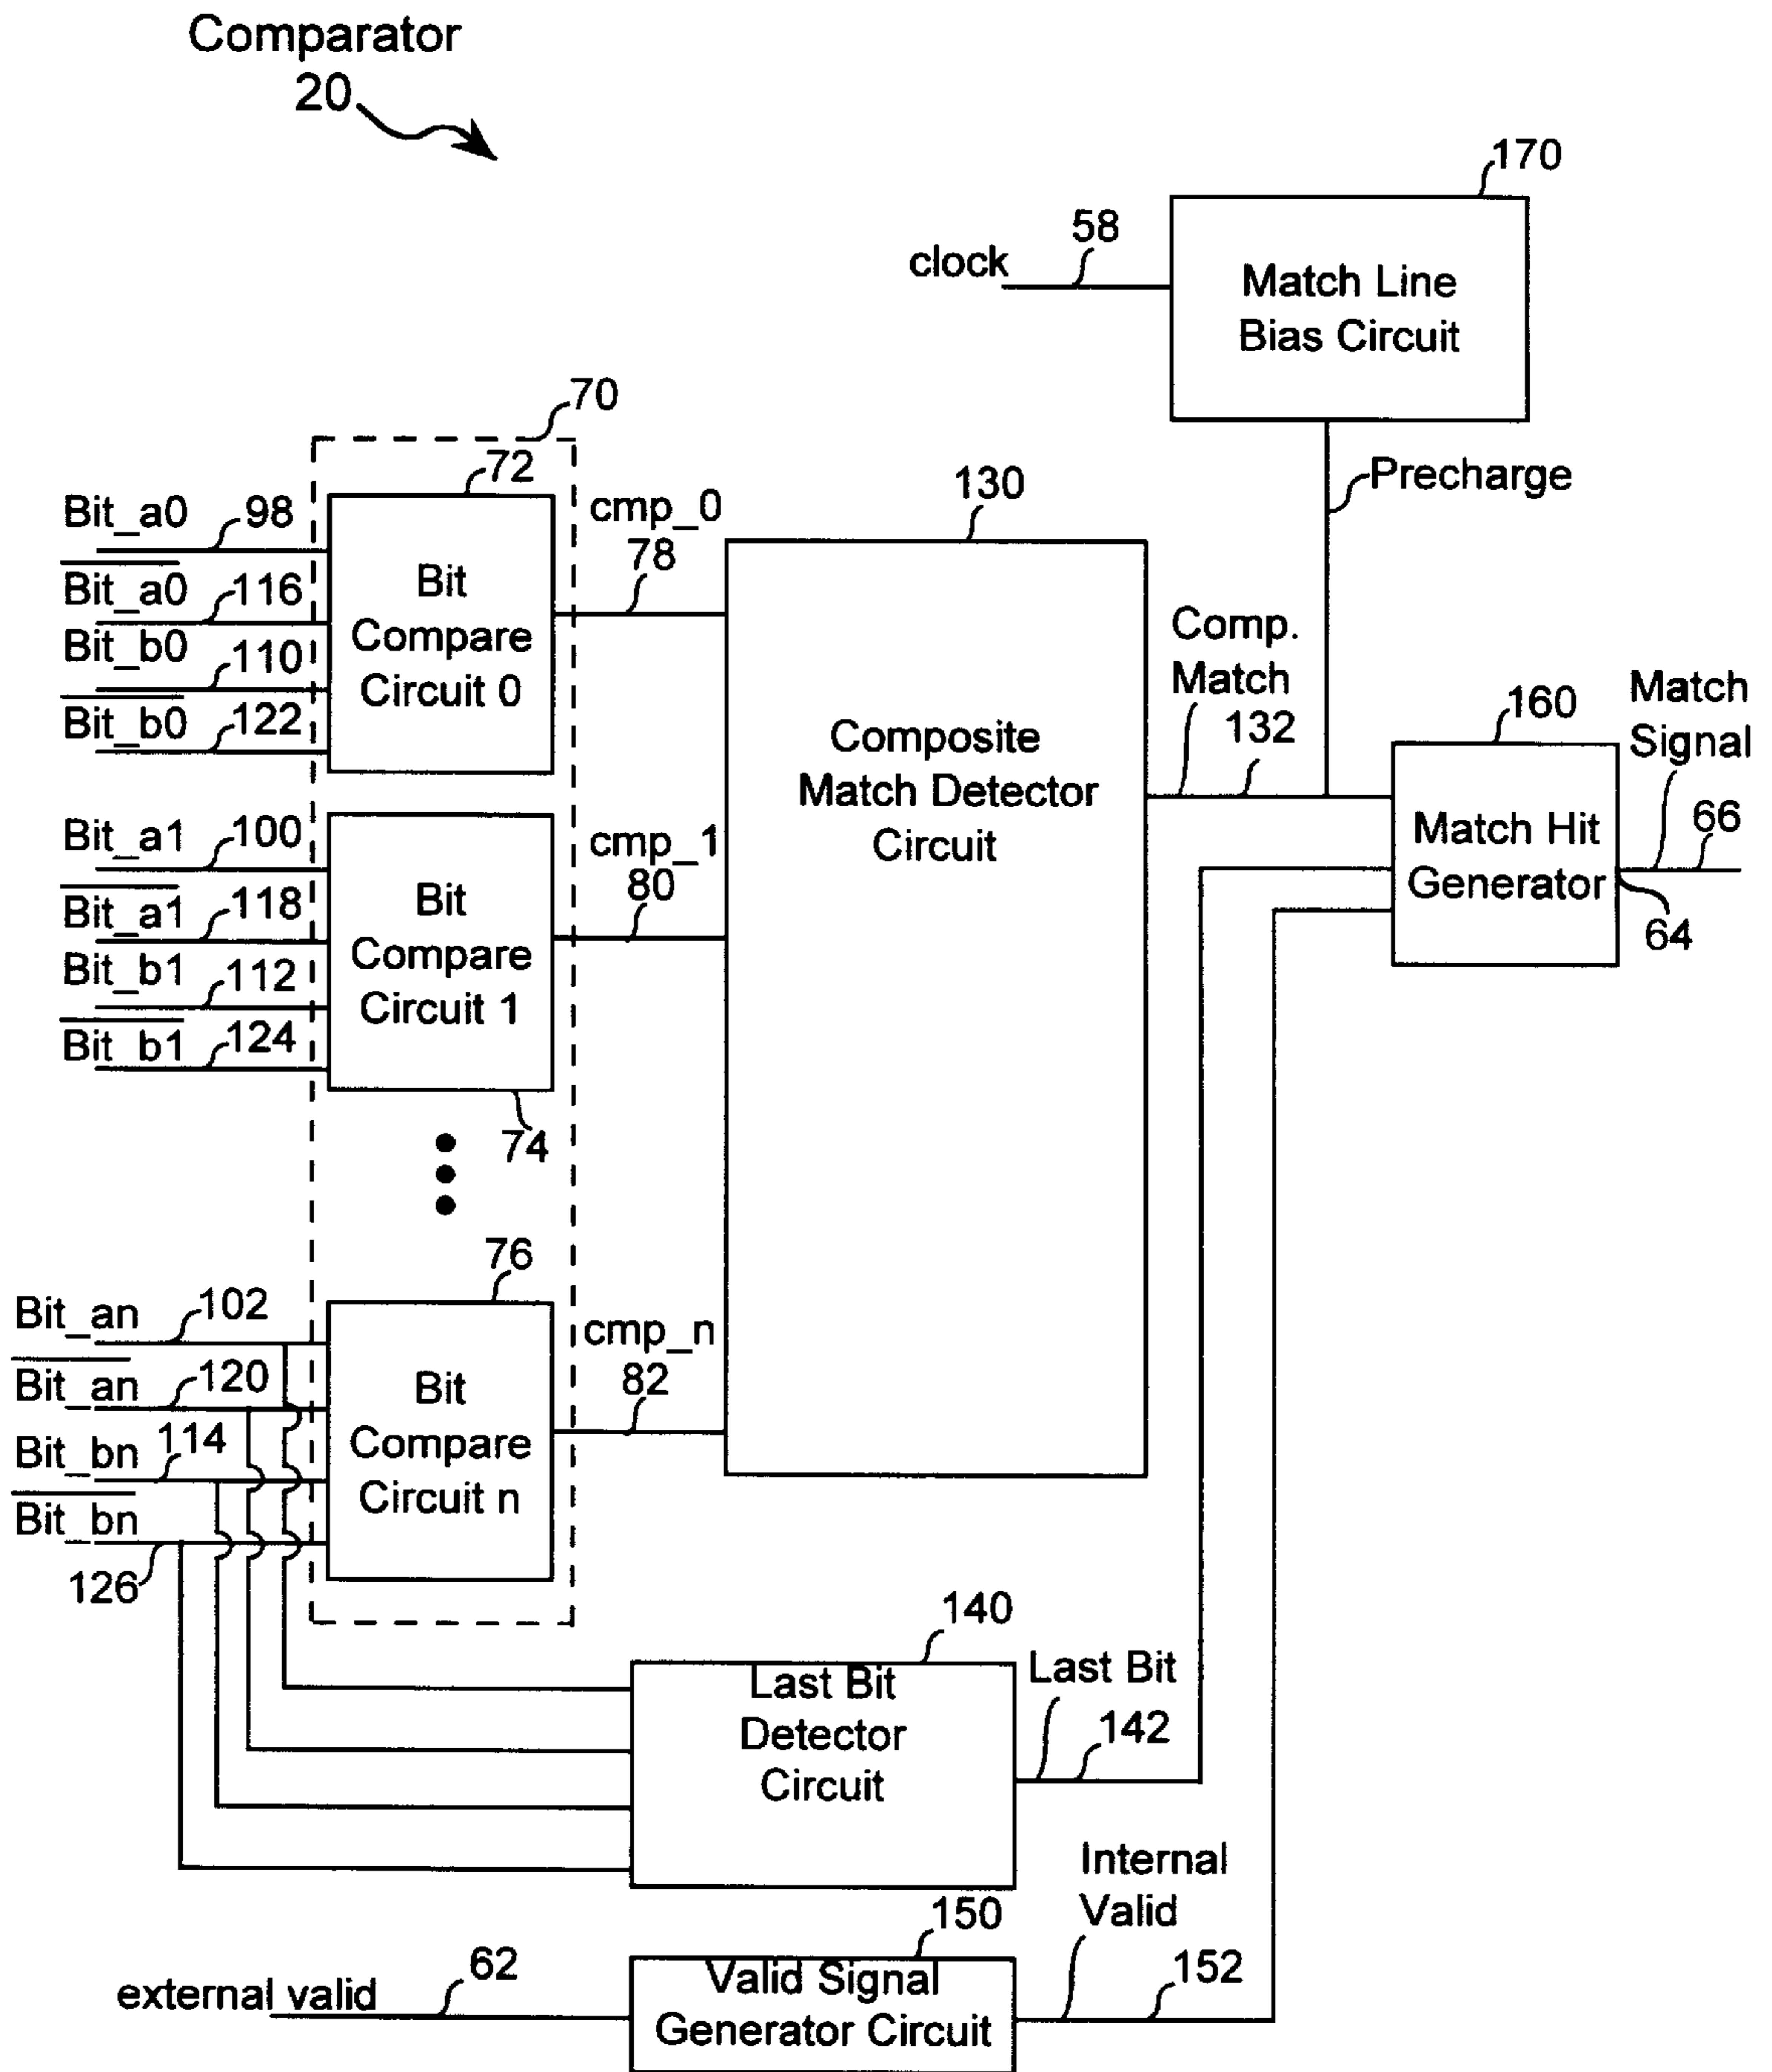 Comparator
20
170
58
clock
Match Line
Bias Circuit
70
Precharge
72
130
Bit_a0
98
cmp_0
78
Bit_a0
116
Bit
Compare
Circuit 0
Bit_b0
110
Bit_b0
122
Comp.
Match
132
160
Match
Signal
Composite
Match Detector
Circuit
66
Match Hit
Generator
64
Bit_a1
100
cmp_1
80
Bit_a1
118
Bit
Compare
Circuit 1
Bit_b1
112
Bit_b1
124
74
76
Bit_an
102
cmp_n
82
Bit_an
120
Bit
Compare
Circuit n
Bit_bn
114
Bit_bn
126
140
Last Bit
Detector
Circuit
Last Bit
142
Internal
Valid
150
152
62
external valid
Valid Signal
Generator Circuit